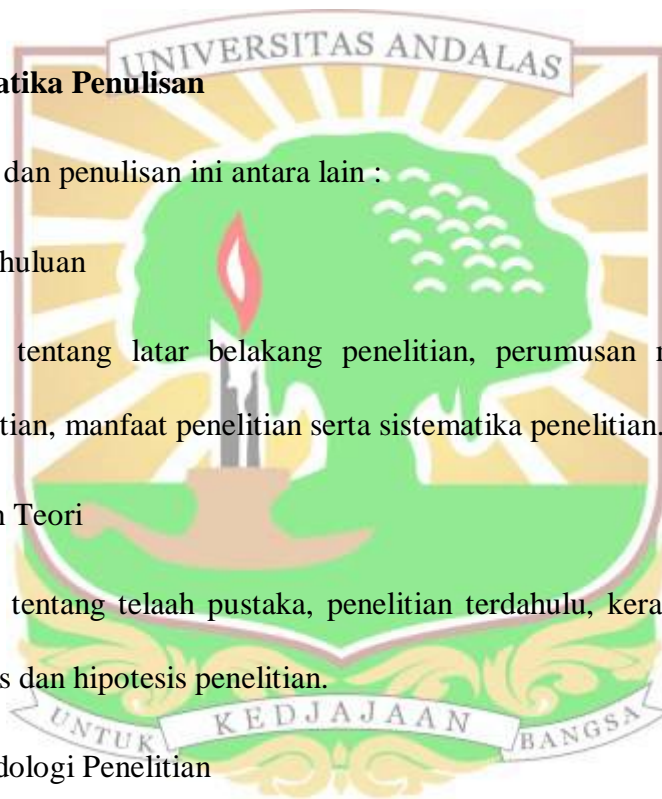 UNIVERSITAS ANDALAS
atika Penulisan
dan penulisan ini antara lain :
huluan
tentang latar belakang penelitian, perumusan
tian, manfaat penelitian serta sistematika penelitian.
Teori
tentang telaah pustaka, penelitian terdahulu, kera
s dan hipotesis penelitian.
UNTUK KEDJAJAAN BANGSA
dologi Penelitian